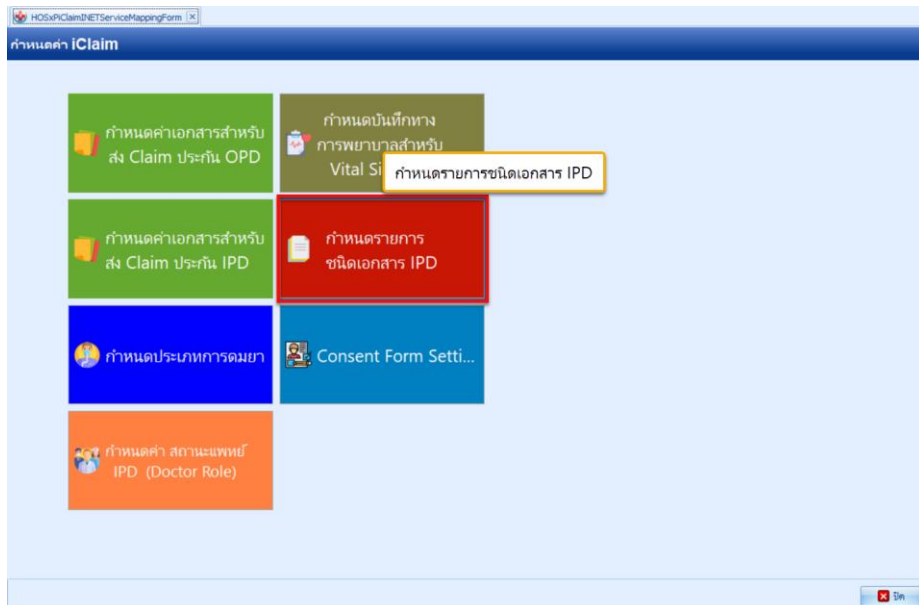 HOSxPiClaimINETServiceMappingForm
กำหนดค่า iClaim
กำหนดค่าเอกสารสำหรับ
ส่ง Claim ประกัน OPD
กำหนดบันทึกทาง
การพยาบาลสำหรับ
Vital Si
กำหนดรายการชนิดเอกสาร IPD
กำหนดค่าเอกสารสำหรับ
ส่ง Claim ประกัน IPD
กำหนดรายการ
ชนิดเอกสาร IPD
กำหนดประเภทการดมยา
Consent Form Setti...
กำหนดค่า สถานะแพทย์
IPD (Doctor Role)
ปิด